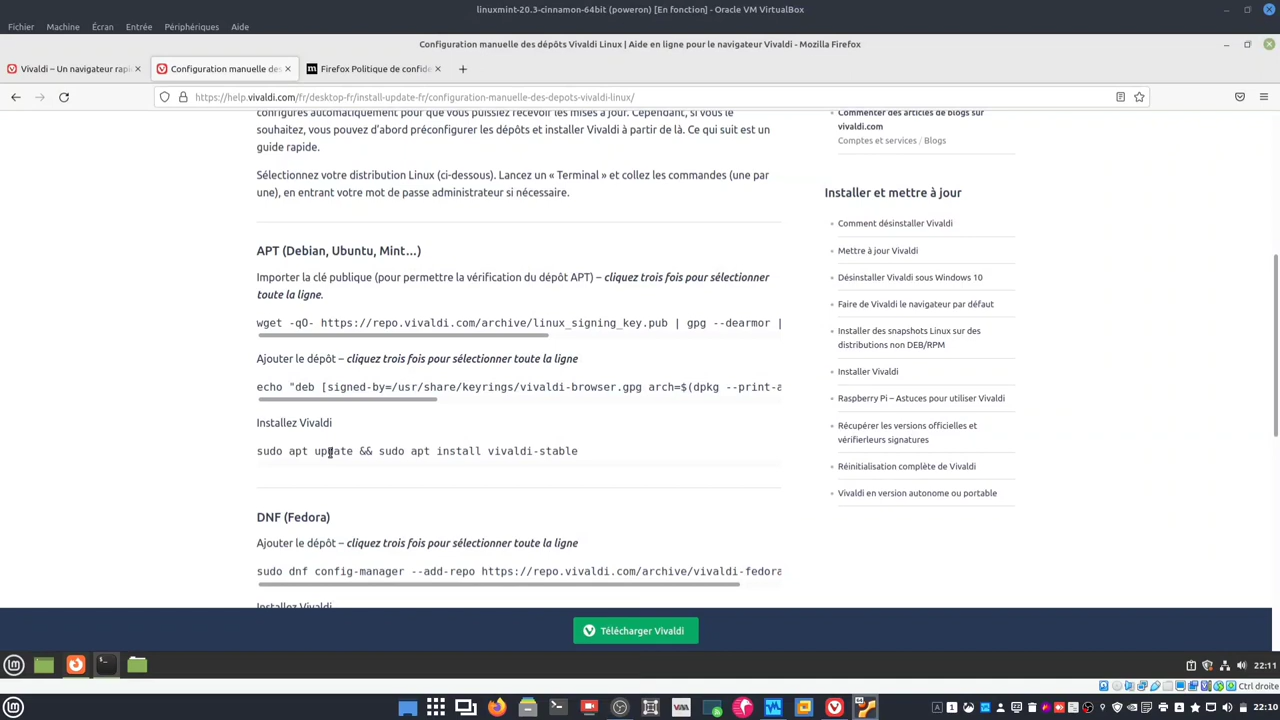 linuxmint-20.3-cinnamon-64bit (poweron) [En fonction] - Oracle VM VirtualBox
Fichier Machine Écran Entrée Périphériques Aide
Configuration manuelle des dépôts Vivaldi Linux | Aide en ligne pour le navigateur Vivaldi - Mozilla Firefox
Vivaldi – Un navigateur rapi
Configuration manuelle des
Firefox Politique de confide
https://help.vivaldi.com/fr/desktop-fr/install-update-fr/configuration-manuelle-des-depots-vivaldi-linux/
configurés automatiquement pour que vous puissiez recevoir les mises à jour. Cependant, si vous le
souhaitez, vous pouvez d'abord préconfigurer les dépôts et installer Vivaldi à partir de là. Ce qui suit est un
guide rapide.
Sélectionnez votre distribution Linux (ci-dessous). Lancez un « Terminal » et collez les commandes (une par
une), en entrant votre mot de passe administrateur si nécessaire.
APT (Debian, Ubuntu, Mint…)
Importer la clé publique (pour permettre la vérification du dépôt APT) – cliquez trois fois pour sélectionner
toute la ligne.
wget -qO- https://repo.vivaldi.com/archive/linux_signing_key.pub | gpg --dearmor |
Ajouter le dépôt – cliquez trois fois pour sélectionner toute la ligne
echo "deb [signed-by=/usr/share/keyrings/vivaldi-browser.gpg arch=$(dpkg --print-a
Installez Vivaldi
sudo apt update && sudo apt install vivaldi-stable
DNF (Fedora)
Ajouter le dépôt – cliquez trois fois pour sélectionner toute la ligne
sudo dnf config-manager --add-repo https://repo.vivaldi.com/archive/vivaldi-fedora
Installez Vivaldi
Commenter des articles de blogs sur
vivaldi.com
Comptes et services / Blogs
Installer et mettre à jour
Comment désinstaller Vivaldi
Mettre à jour Vivaldi
Désinstaller Vivaldi sous Windows 10
Faire de Vivaldi le navigateur par défaut
Installer des snapshots Linux sur des
distributions non DEB/RPM
Installer Vivaldi
Raspberry Pi – Astuces pour utiliser Vivaldi
Récupérer les versions officielles et
vérifierleurs signatures
Réinitialisation complète de Vivaldi
Vivaldi en version autonome ou portable
Télécharger Vivaldi
22:11
Ctrl droite
22:10